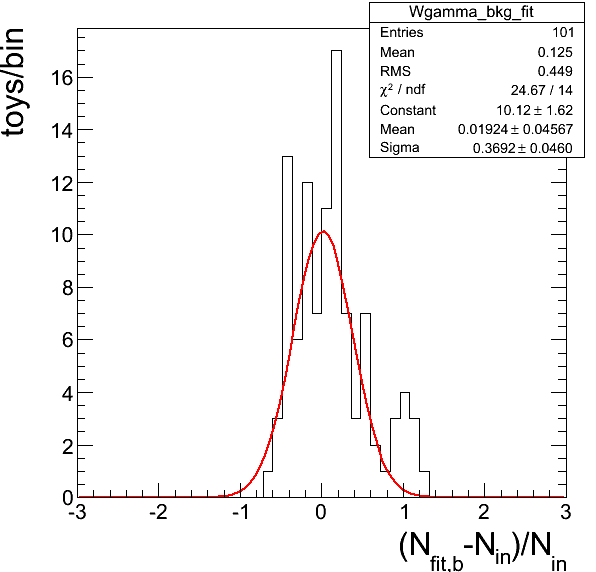 Wgamma_bkg_fit
Entries 101
Mean 0.125
RMS 0.449
χ² / ndf 24.67 / 14
Constant 10.12 ± 1.62
Mean 0.01924 ± 0.04567
Sigma 0.3692 ± 0.0460
toys/bin
16
14
12
10
8
6
4
2
0
-3 -2 -1 0 1 2 3
(N_fit,b-N_in)/N_in